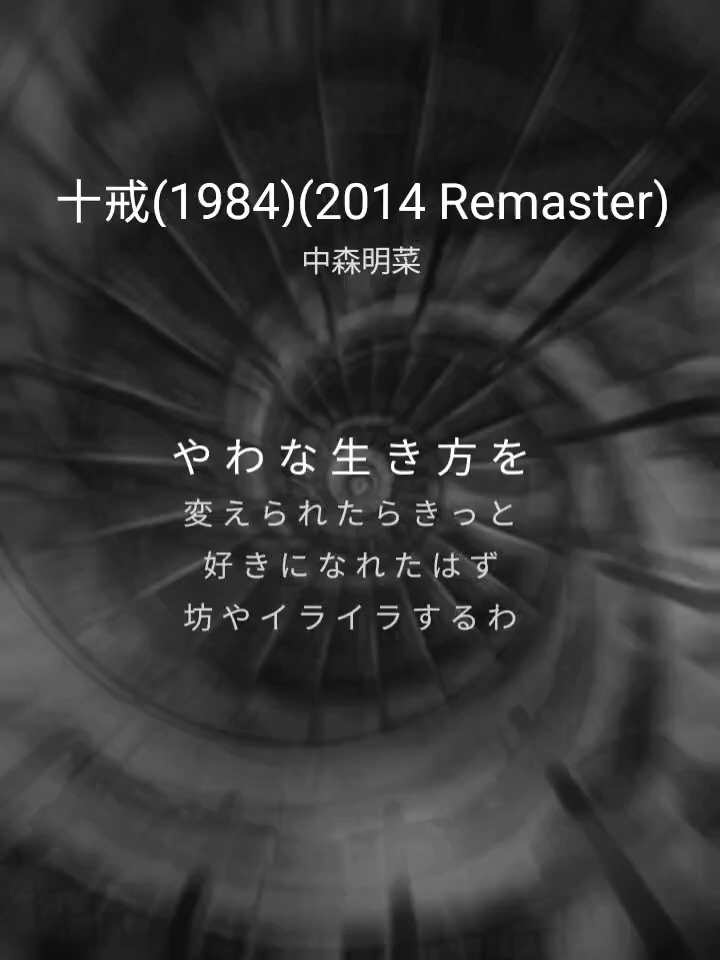 十戒(1984)(2014 Remaster)
中森明菜
やわな生き方を
変えられたらきっと
好きになれたはず
坊やイライラするわ